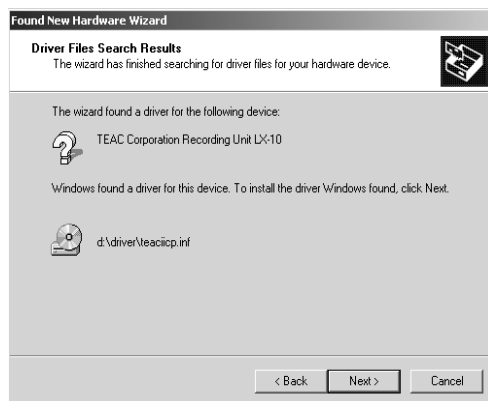 Found New Hardware Wizard
Driver Files Search Results
The wizard has finished searching for driver files for your hardware device.
The wizard found a driver for the following device:
TEAC Corporation Recording Unit LX-10
Windows found a driver for this device. To install the driver Windows found, click Next.
d:\driver\teaciicp.inf
< Back
Next >
Cancel